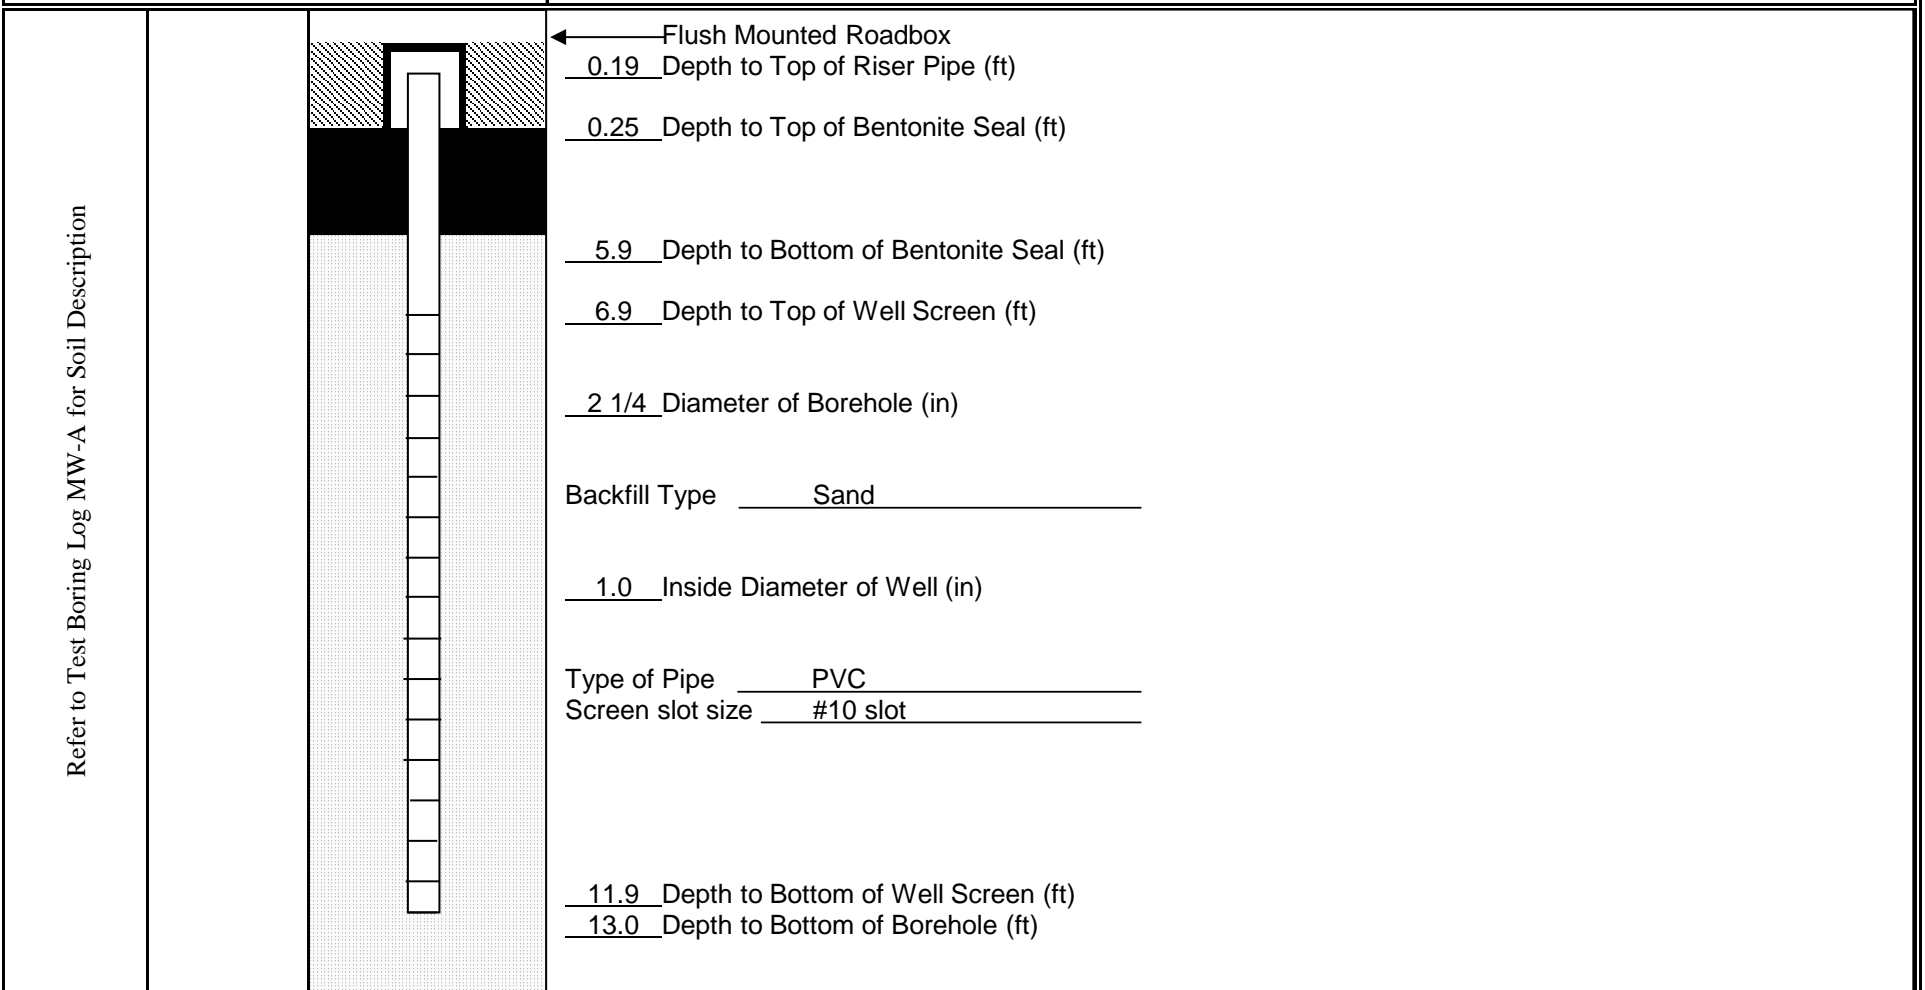 Refer to Test Boring Log MW-A for Soil Description
Flush Mounted Roadbox
0.19 Depth to Top of Riser Pipe (ft)
0.25 Depth to Top of Bentonite Seal (ft)
5.9 Depth to Bottom of Bentonite Seal (ft)
6.9 Depth to Top of Well Screen (ft)
2 1/4 Diameter of Borehole (in)
Backfill Type Sand
1.0 Inside Diameter of Well (in)
Type of Pipe PVC
Screen slot size #10 slot
11.9 Depth to Bottom of Well Screen (ft)
13.0 Depth to Bottom of Borehole (ft)